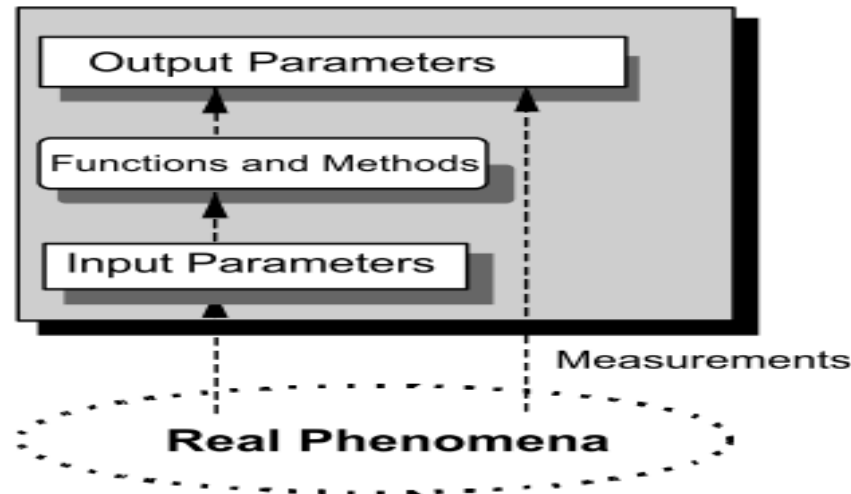 Output Parameters
Functions and Methods
Input Parameters
Measurements
Real Phenomena